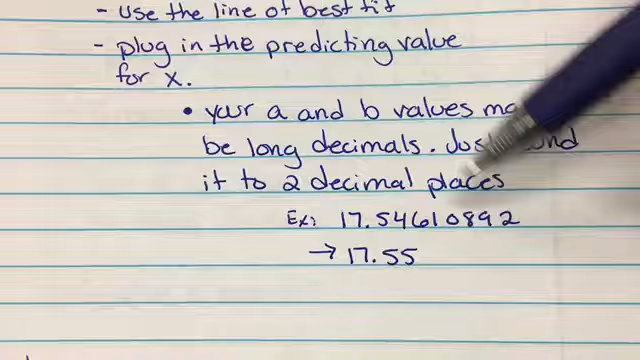 - use the line of best fit
- plug in the predicting value
for x.
• your a and b values
be long decimals.
it to 2 decimal places
Ex: 17.54610892
→ 17.55